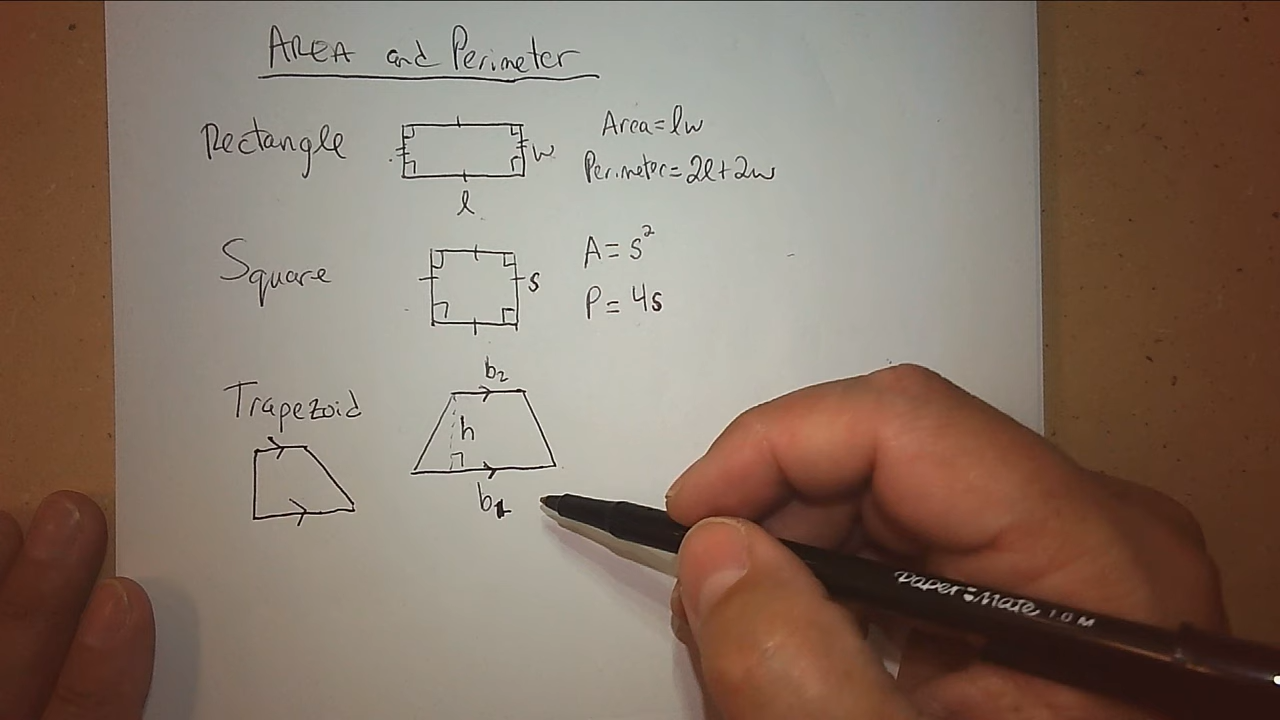 AREA and Perimeter
Rectangle
w
l
Area = lw
Perimeter = 2l + 2w
Square
s
A = s²
P = 4s
Trapezoid
b₂
h
b₁
Paper Mate 1.0 M